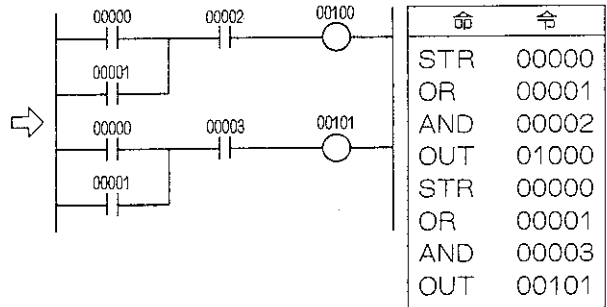 00000 00002 00100
00001
00000 00003 00101
00001
命 令
STR 00000
OR 00001
AND 00002
OUT 01000
STR 00000
OR 00001
AND 00003
OUT 00101